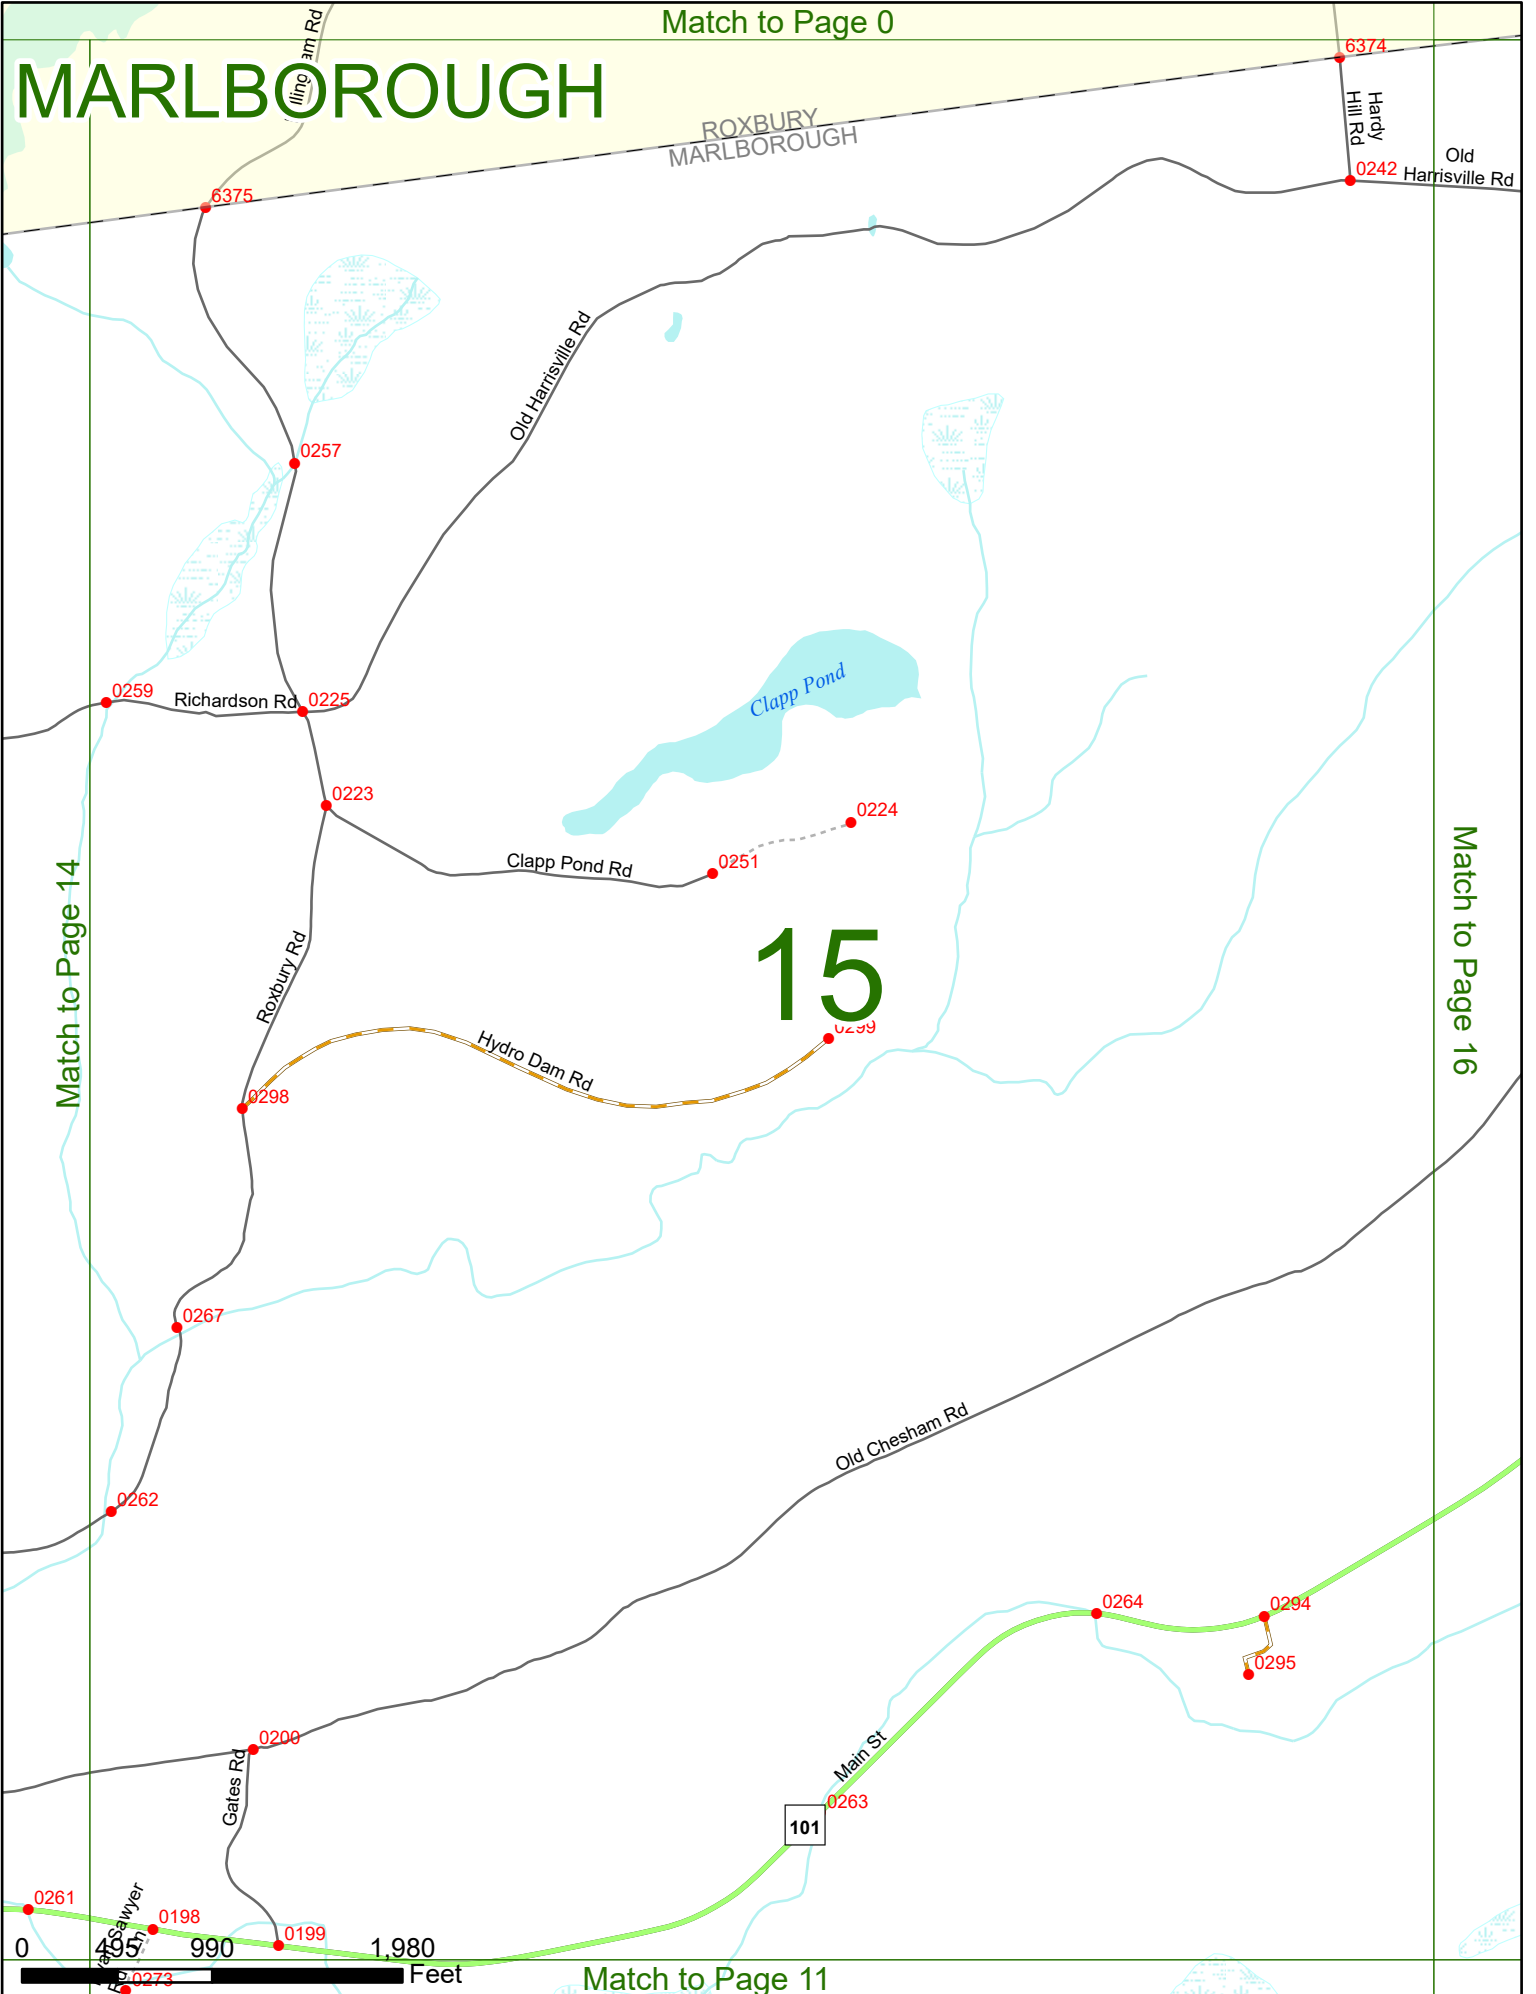 Match to Page 0
6374
MARLBOROUGH
Hardy
Hill Rd
ROXBURY
MARLBOROUGH
Old
Harrisville Rd
0242
6375
Old Harrisville Rd
0257
Clapp Pond
0259
Richardson Rd
0225
0223
0224
0251
Clapp Pond Rd
Match to Page 14
Match to Page 16
15
Roxbury Rd
0299
Hydro Dam Rd
0298
0267
Old Chesham Rd
0262
0264
0294
0295
0200
Gates Rd
Main St
0263
101
0261
0198
0199
Sawyer
0 495 990 1,980
Feet
0273
Match to Page 11